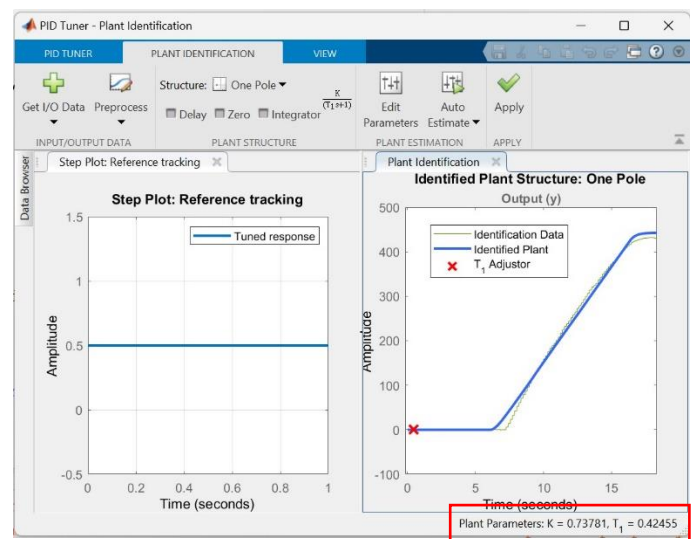 PID Tuner - Plant Identification
PID TUNER PLANT IDENTIFICATION VIEW
Get I/O Data Preprocess
Structure: One Pole
Delay Zero Integrator
K
(T1s+1)
Edit Parameters
Auto Estimate
Apply
INPUT/OUTPUT DATA PLANT STRUCTURE PLANT ESTIMATION APPLY
Data Browser
Step Plot: Reference tracking
Step Plot: Reference tracking
Tuned response
1.5
1
0.5
0
-0.5
Amplitude
0 0.2 0.4 0.6 0.8 1
Time (seconds)
Plant Identification
Identified Plant Structure: One Pole
Output (y)
Identification Data
Identified Plant
T1 Adjustor
500
400
300
200
100
0
-100
Amplitude
0 5 10 15
Time (seconds)
Plant Parameters: K = 0.73781, T1 = 0.42455